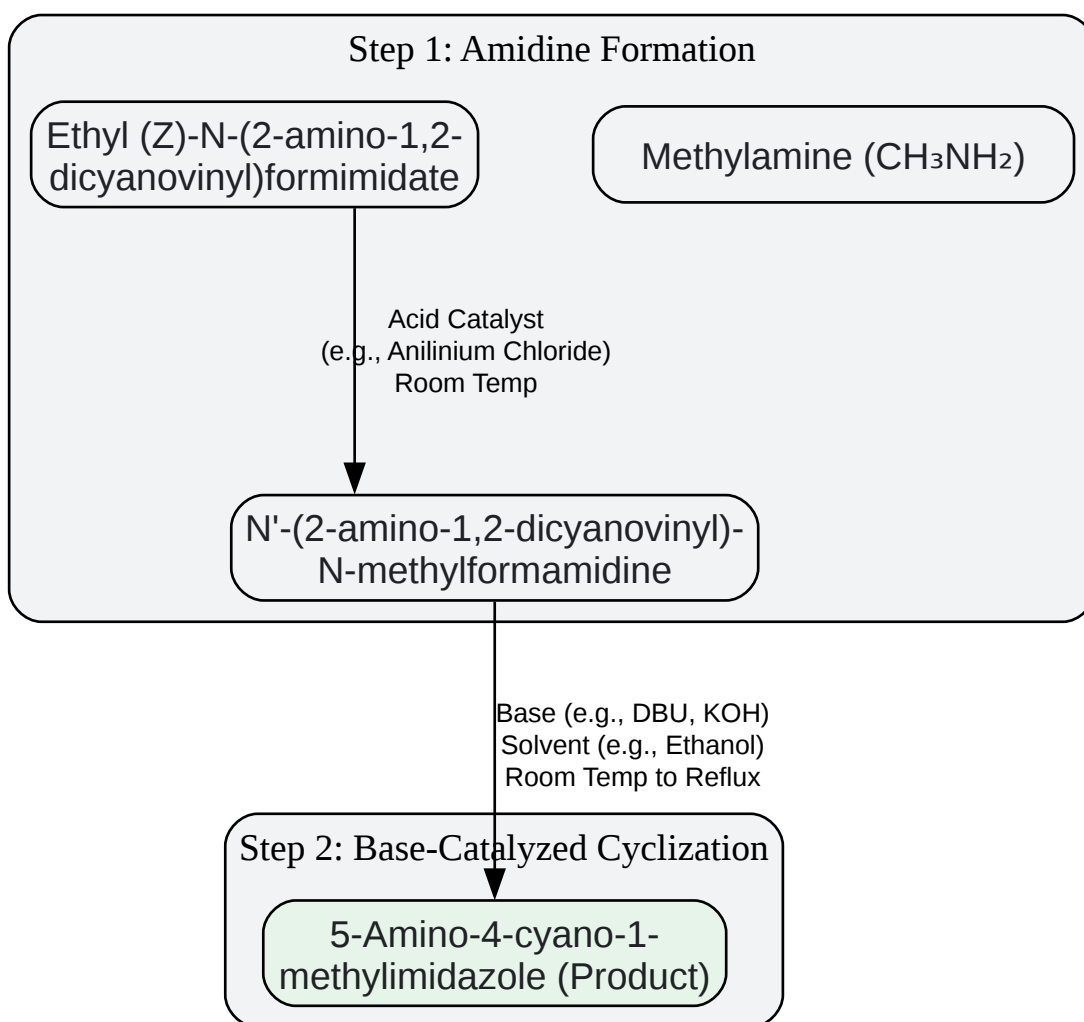 Step 1: Amidine Formation
Ethyl (Z)-N-(2-amino-1,2-
dicyanovinyl)formimidate
Methylamine (CH₃NH₂)
Acid Catalyst
(e.g., Anilinium Chloride)
Room Temp
N'-(2-amino-1,2-dicyanovinyl)-
N-methylformamidine
Base (e.g., DBU, KOH)
Solvent (e.g., Ethanol)
Room Temp to Reflux
Step 2: Base-Catalyzed Cyclization
5-Amino-4-cyano-1-
methylimidazole (Product)